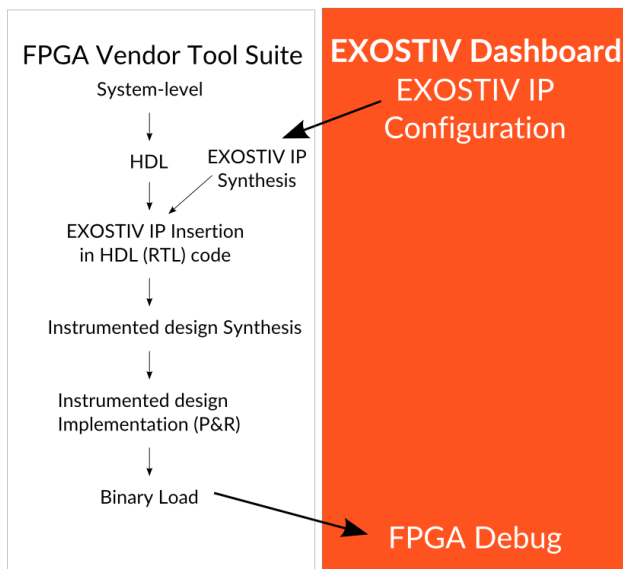 FPGA Vendor Tool Suite
System-level
HDL
EXOSTIV IP
Synthesis
EXOSTIV IP Insertion
in HDL (RTL) code
Instrumented design Synthesis
Instrumented design
Implementation (P&R)
Binary Load
EXOSTIV Dashboard
EXOSTIV IP
Configuration
FPGA Debug